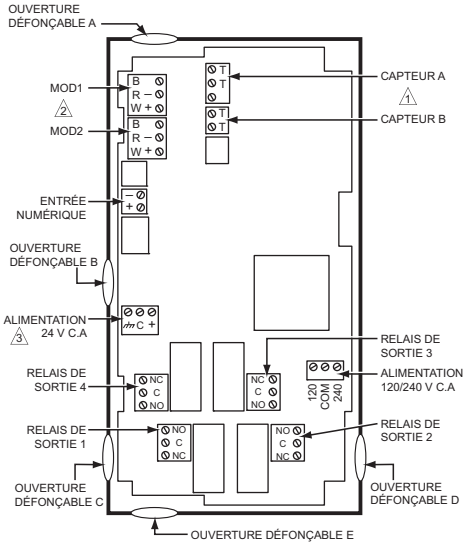 OUVERTURE
DÉFONÇABLE A
MOD1
2
MOD2
B
R –
W +
B
R –
W +
T
T
T
T
CAPTEUR A
1
CAPTEUR B
ENTRÉE
NUMÉRIQUE
–
+
OUVERTURE
DÉFONÇABLE B
ALIMENTATION
3 24 V C.A
C +
RELAIS DE
SORTIE 4
NC
C
NO
NC
C
NO
RELAIS DE
SORTIE 3
120
COM
240
ALIMENTATION
120/240 V C.A
RELAIS DE
SORTIE 1
NO
C
NC
NO
C
NC
RELAIS DE
SORTIE 2
OUVERTURE
DÉFONÇABLE C
OUVERTURE
DÉFONÇABLE D
OUVERTURE DÉFONÇABLE E